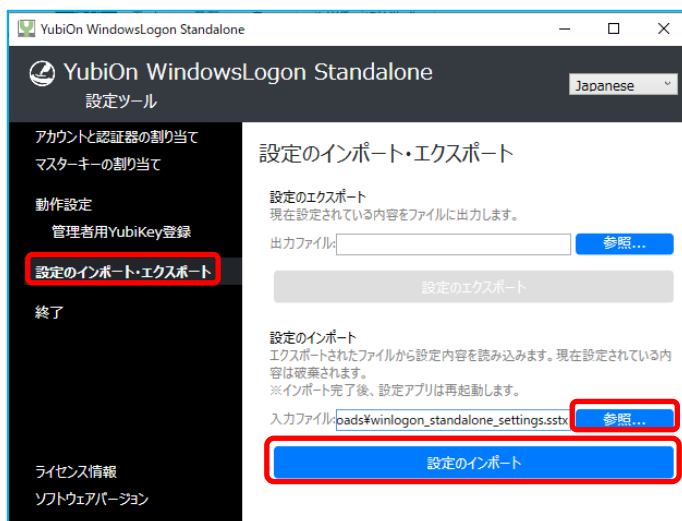 YubiOn WindowsLogon Standalone
YubiOn WindowsLogon Standalone
設定ツール
Japanese
アカウントと認証器の割り当て
マスターキーの割り当て
動作設定
管理者用YubiKey登録
設定のインポート・エクスポート
終了
ライセンス情報
ソフトウェアバージョン
設定のインポート・エクスポート
設定のエクスポート
現在設定されている内容をファイルに出力します。
出力ファイル:
参照...
設定のエクスポート
設定のインポート
エクスポートされたファイルから設定内容を読み込みます。現在設定されている内
容は破棄されます。
※インポート完了後、設定アプリは再起動します。
入力ファイル:
oads¥winlogon_standalone_settings.sstx
参照...
設定のインポート